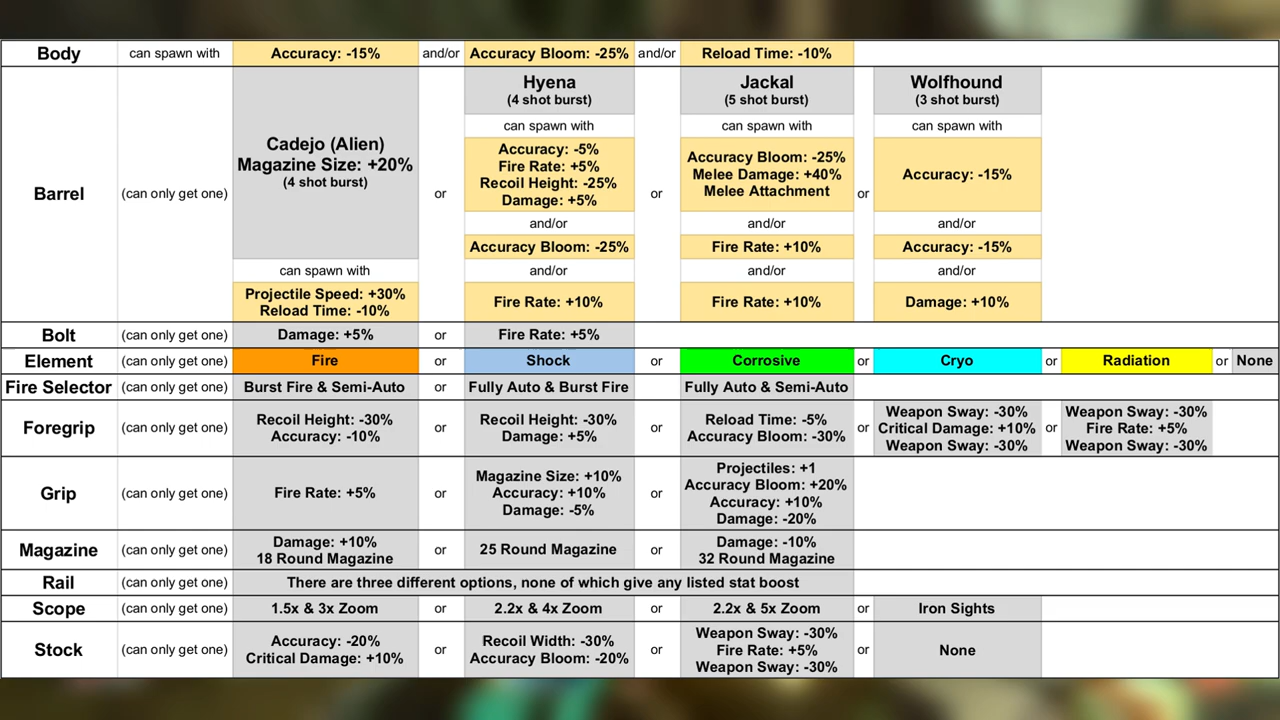 Body can spawn with Accuracy: -15% and/or Accuracy Bloom: -25% and/or Reload Time: -10%
Barrel (can only get one)
Cadejo (Alien)
Magazine Size: +20%
(4 shot burst)
can spawn with
Projectile Speed: +30%
Reload Time: -10%
or
Hyena
(4 shot burst)
can spawn with
Accuracy: -5%
Fire Rate: +5%
Recoil Height: -25%
Damage: +5%
and/or
Accuracy Bloom: -25%
and/or
Fire Rate: +10%
or
Jackal
(5 shot burst)
can spawn with
Accuracy Bloom: -25%
Melee Damage: +40%
Melee Attachment
and/or
Fire Rate: +10%
and/or
Fire Rate: +10%
or
Wolfhound
(3 shot burst)
can spawn with
Accuracy: -15%
and/or
Accuracy: -15%
and/or
Damage: +10%
Bolt (can only get one) Damage: +5% or Fire Rate: +5%
Element (can only get one) Fire or Shock or Corrosive or Cryo or Radiation or None
Fire Selector (can only get one) Burst Fire & Semi-Auto or Fully Auto & Burst Fire or Fully Auto & Semi-Auto
Foregrip (can only get one)
Recoil Height: -30%
Accuracy: -10%
or
Recoil Height: -30%
Damage: +5%
or
Reload Time: -5%
Accuracy Bloom: -30%
or
Weapon Sway: -30%
Critical Damage: +10%
Weapon Sway: -30%
or
Weapon Sway: -30%
Fire Rate: +5%
Weapon Sway: -30%
Grip (can only get one)
Fire Rate: +5%
or
Magazine Size: +10%
Accuracy: +10%
Damage: -5%
or
Projectiles: +1
Accuracy Bloom: +20%
Accuracy: +10%
Damage: -20%
Magazine (can only get one)
Damage: +10%
18 Round Magazine
or
25 Round Magazine
or
Damage: -10%
32 Round Magazine
Rail (can only get one) There are three different options, none of which give any listed stat boost
Scope (can only get one) 1.5x & 3x Zoom or 2.2x & 4x Zoom or 2.2x & 5x Zoom or Iron Sights
Stock (can only get one)
Accuracy: -20%
Critical Damage: +10%
or
Recoil Width: -30%
Accuracy Bloom: -20%
or
Weapon Sway: -30%
Fire Rate: +5%
Weapon Sway: -30%
or
None